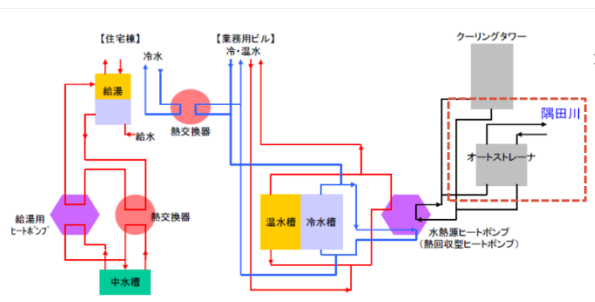 クーリングタワー
【住宅棟】
【業務用ビル】
冷・温水
冷水
給湯
隅田川
熱交換器
給水
オートストレーナ
給湯用
ヒートポンプ
熱交換器
温水槽
冷水槽
水熱源ヒートポンプ
（熱回収型ヒートポンプ）
中水槽